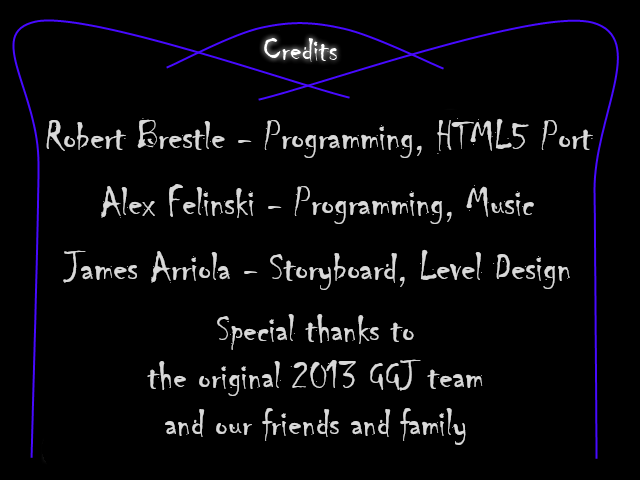 Credits
Robert Brestle - Programming, HTML5 Port
Alex Felinski - Programming, Music
James Arriola - Storyboard, Level Design
Special thanks to
the original 2013 GGJ team
and our friends and family